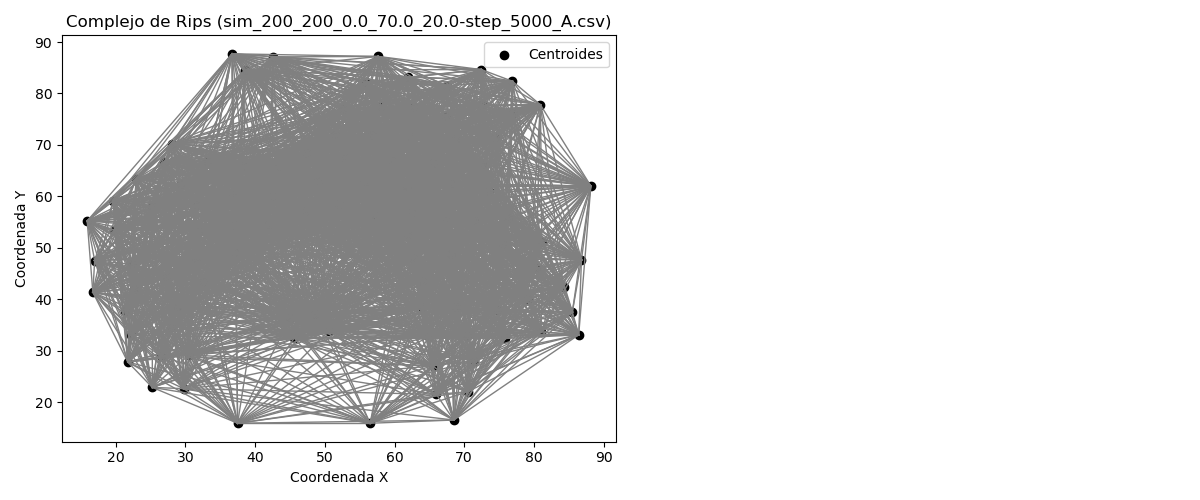 Complejo de Rips (sim_200_200_0.0_70.0_20.0-step_5000_A.csv)
90
80
70
60
50
40
30
20
Coordenada Y
Centroides
20 30 40 50 60 70 80 90
Coordenada X